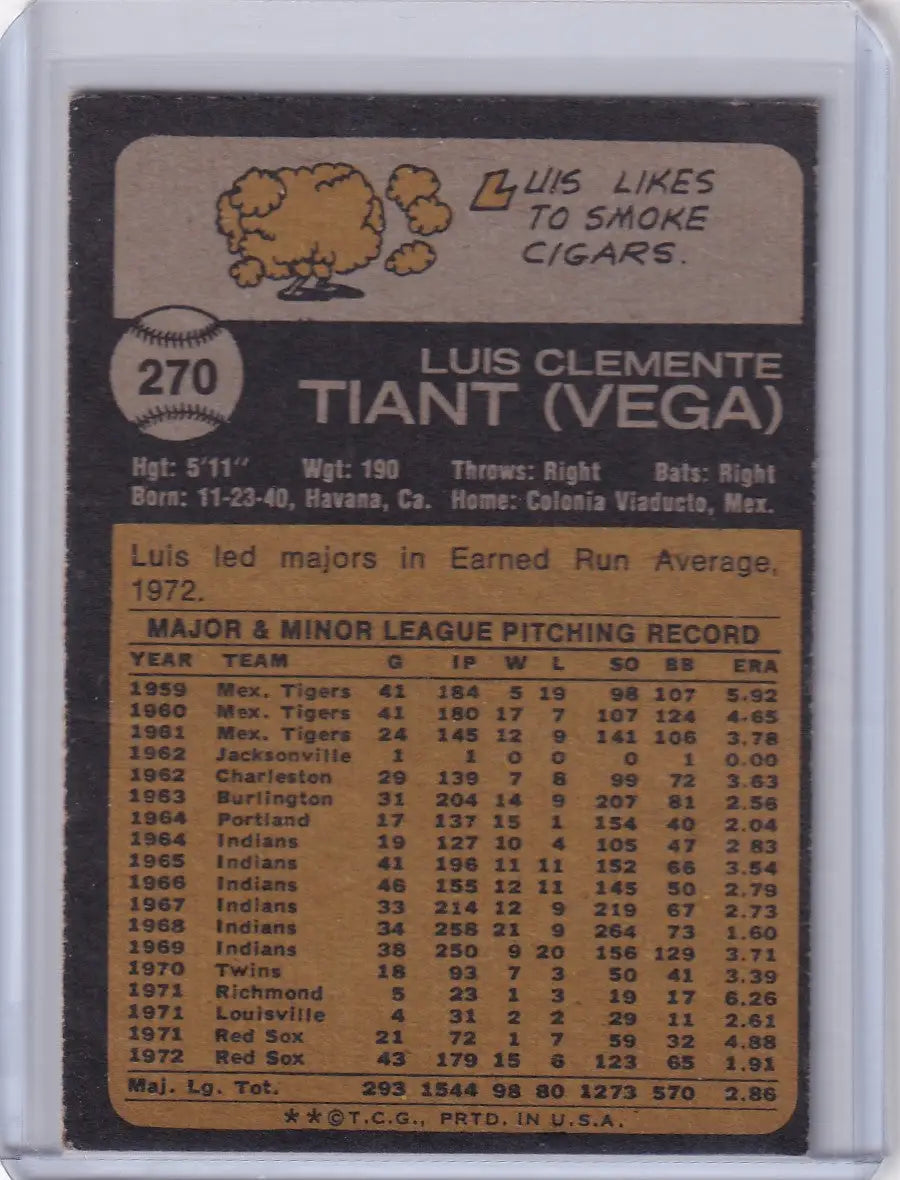 LUIS LIKES
TO SMOKE
CIGARS.
270
LUIS CLEMENTE
TIANT (VEGA)
Hgt: 5'11" Wgt: 190 Throws: Right Bats: Right
Born: 11-23-40, Havana, Ca. Home: Colonia Viaducto, Mex.
Luis led majors in Earned Run Average,
1972.
MAJOR & MINOR LEAGUE PITCHING RECORD
YEAR TEAM G IP W L SO BB ERA
1959 Mex. Tigers 41 184 5 19 98 107 5.92
1960 Mex. Tigers 41 180 17 7 107 124 4.65
1961 Mex. Tigers 24 145 12 9 141 106 3.78
1962 Jacksonville 1 1 0 0 0 1 0.00
1962 Charleston 29 139 7 8 99 72 3.63
1963 Burlington 31 204 14 9 207 81 2.56
1964 Portland 17 137 15 1 154 40 2.04
1964 Indians 19 127 10 4 105 47 2 83
1965 Indians 41 196 11 11 152 66 3.54
1966 Indians 46 155 12 11 145 50 2.79
1967 Indians 33 214 12 9 219 67 2.73
1968 Indians 34 258 21 9 264 73 1.60
1969 Indians 38 250 9 20 156 129 3.71
1970 Twins 18 93 7 3 50 41 3.39
1971 Richmond 5 23 1 3 19 17 6.26
1971 Louisville 4 31 2 2 29 11 2.61
1971 Red Sox 21 72 1 7 59 32 4.88
1972 Red Sox 43 179 15 6 123 65 1.91
Maj. Lg. Tot. 293 1544 98 80 1273 570 2.86
**©T.C.G., PRTD. IN U.S.A.